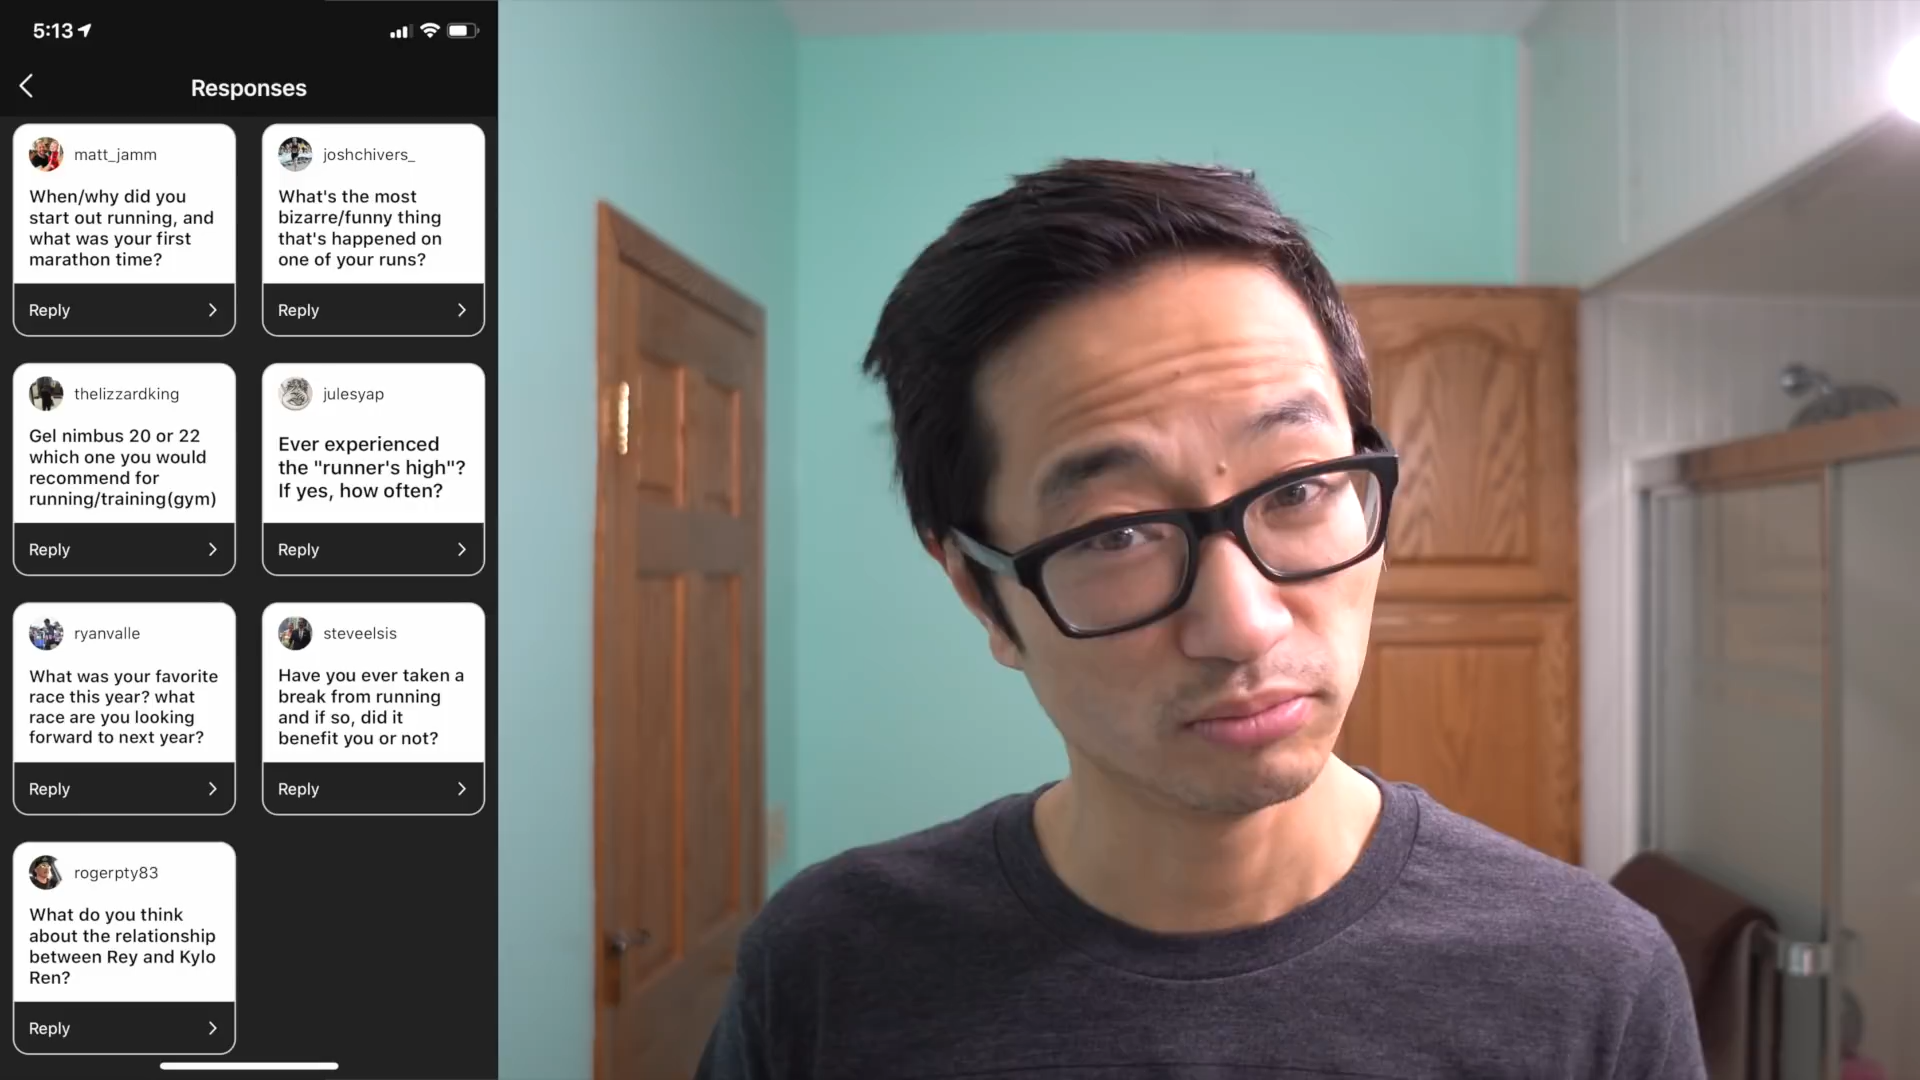 5:13
Responses
matt_jamm
When/why did you
start out running, and
what was your first
marathon time?
Reply
joshchivers_
What's the most
bizarre/funny thing
that's happened on
one of your runs?
Reply
thelizzardking
Gel nimbus 20 or 22
which one you would
recommend for
running/training(gym)
Reply
julesyap
Ever experienced
the "runner's high"?
If yes, how often?
Reply
ryanvalle
What was your favorite
race this year? what
race are you looking
forward to next year?
Reply
steveelsis
Have you ever taken a
break from running
and if so, did it
benefit you or not?
Reply
rogerpty83
What do you think
about the relationship
between Rey and Kylo
Ren?
Reply